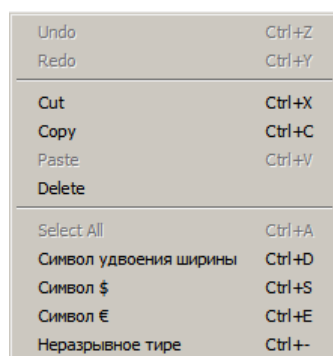 Undo Ctrl+Z
Redo Ctrl+Y
Cut Ctrl+X
Copy Ctrl+C
Paste Ctrl+V
Delete
Select All Ctrl+A
Символ удвоения ширины Ctrl+D
Символ $ Ctrl+S
Символ € Ctrl+E
Неразрывное тире Ctrl+-